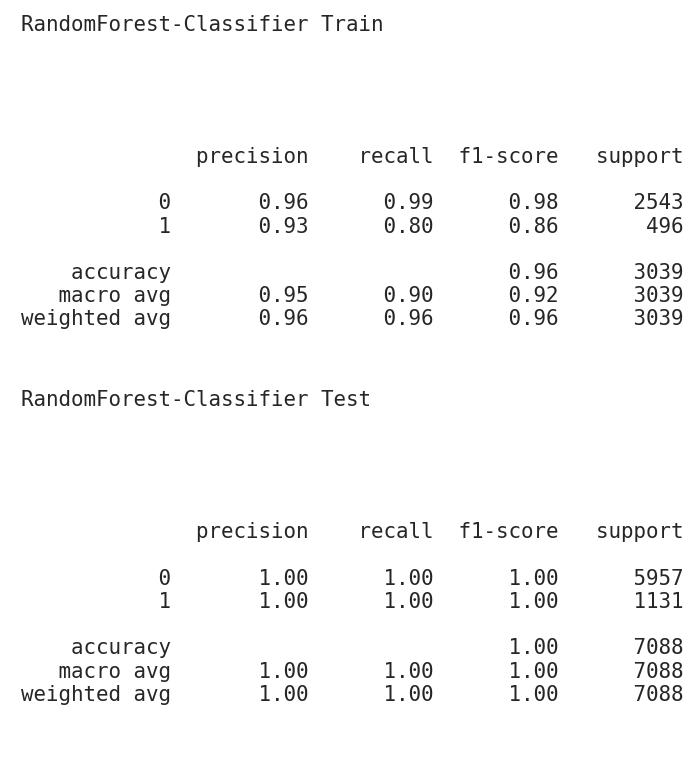 RandomForest-Classifier Train
precision recall f1-score support
0 0.96 0.99 0.98 2543
1 0.93 0.80 0.86 496
accuracy 0.96 3039
macro avg 0.95 0.90 0.92 3039
weighted avg 0.96 0.96 0.96 3039
RandomForest-Classifier Test
precision recall f1-score support
0 1.00 1.00 1.00 5957
1 1.00 1.00 1.00 1131
accuracy 1.00 7088
macro avg 1.00 1.00 1.00 7088
weighted avg 1.00 1.00 1.00 7088